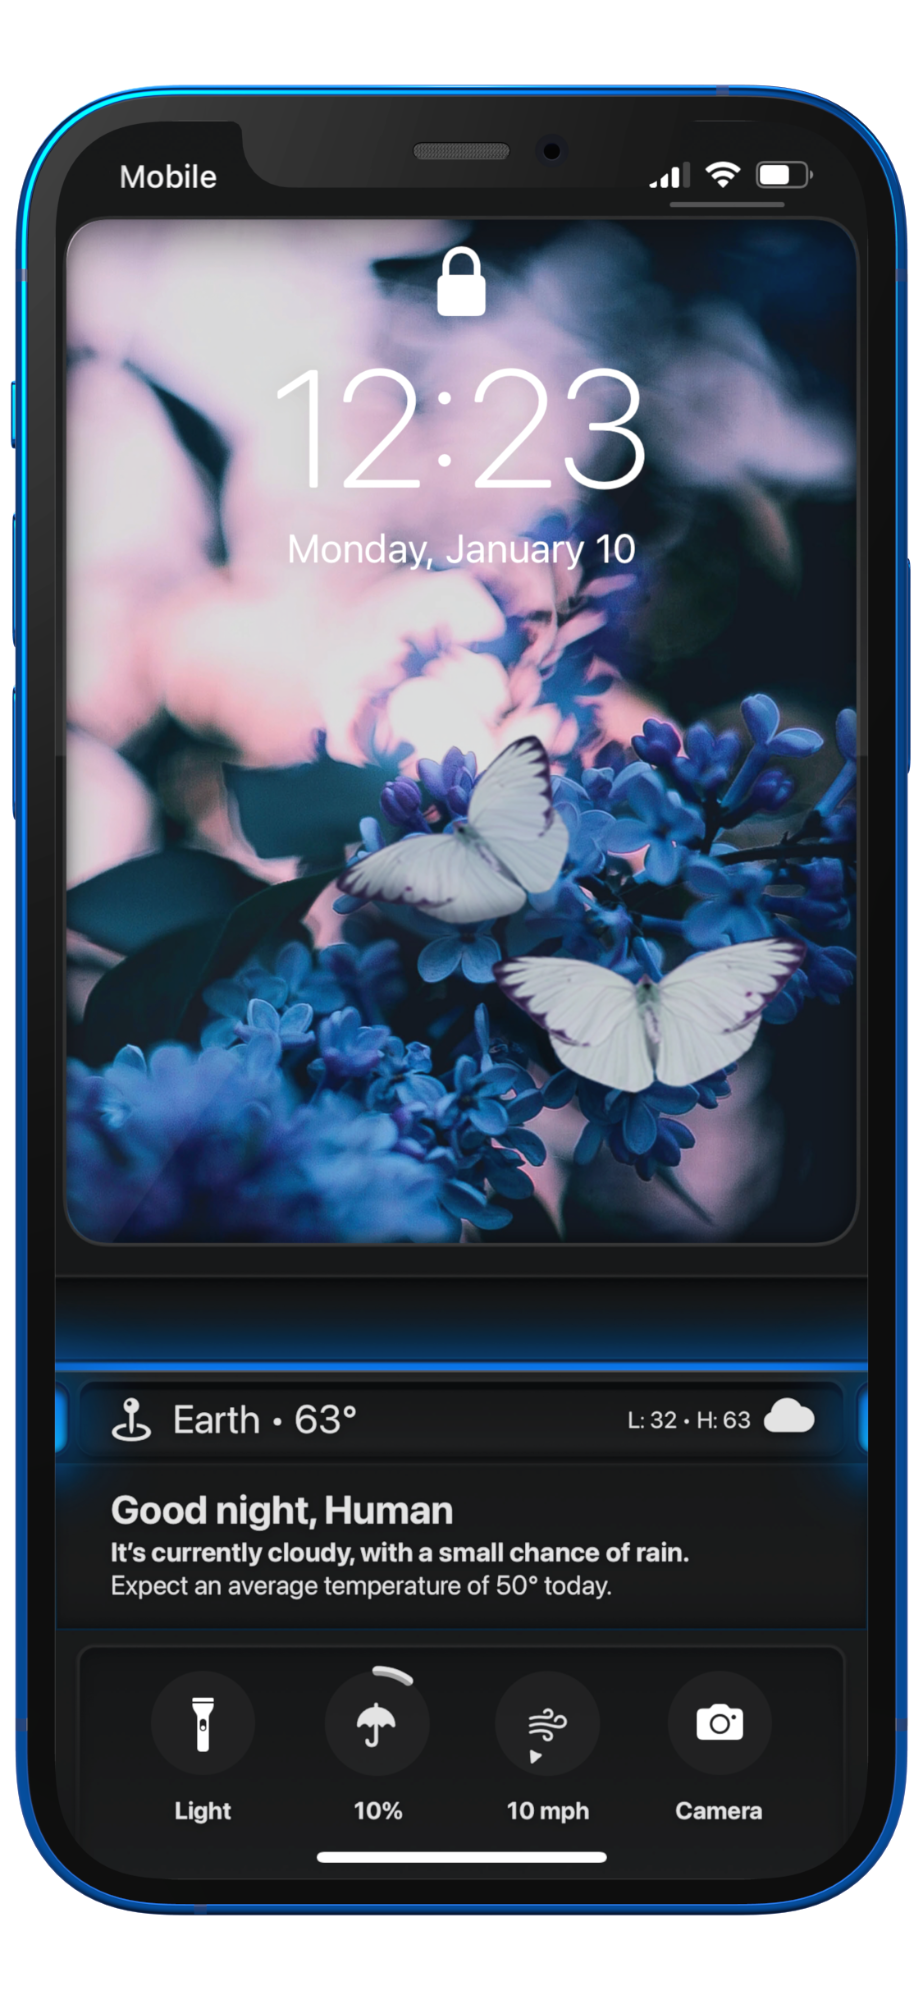 Mobile
12:23
Monday, January 10
Earth • 63°
L: 32 • H: 63
Good night, Human
It's currently cloudy, with a small chance of rain.
Expect an average temperature of 50° today.
Light
10%
10 mph
Camera